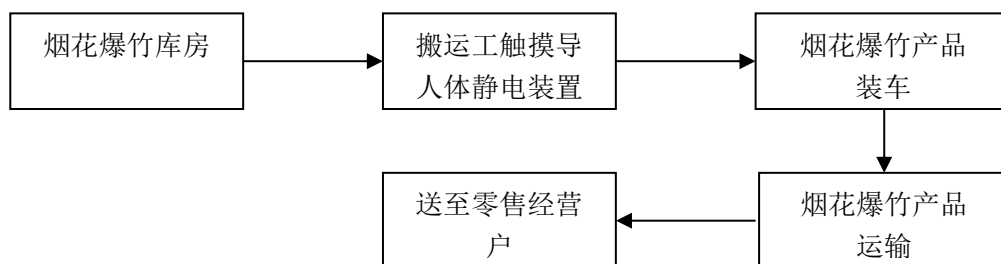 烟花爆竹库房
搬运工触摸导
人体静电装置
烟花爆竹产品
装车
烟花爆竹产品
运输
送至零售经营
户